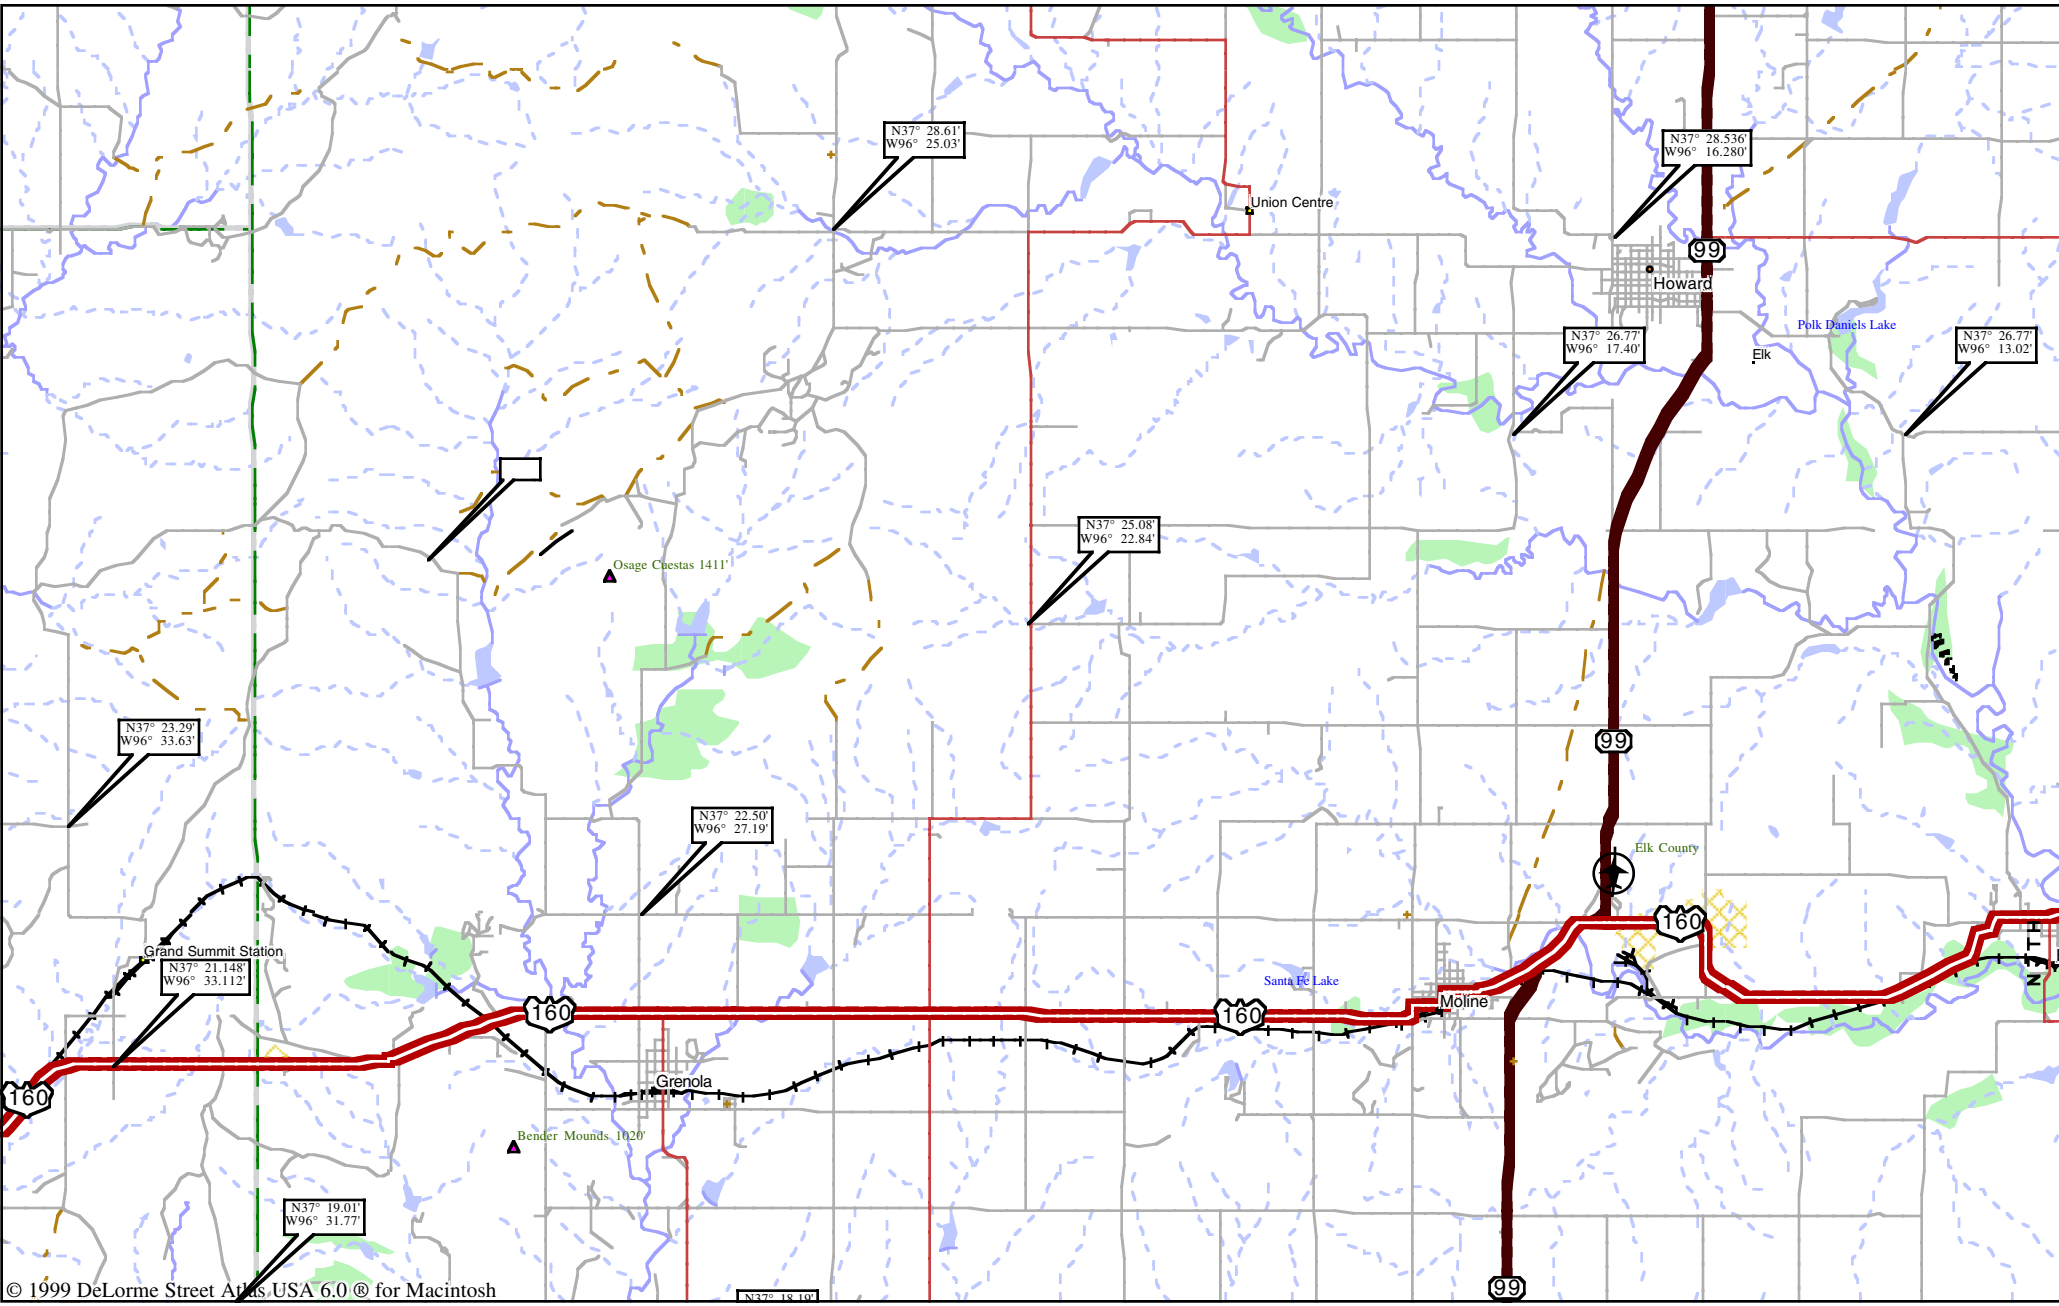 N37° 28.61'
W96° 25.03'
N37° 28.536'
W96° 16.280'
Union Centre
99
Howard
Polk Daniels Lake
N37° 26.77'
W96° 17.40'
Elk
N37° 26.77'
W96° 13.02'
N37° 25.08'
W96° 22.84'
Osage Cuestas 1411'
N37° 23.29'
W96° 33.63'
99
N37° 22.50'
W96° 27.19'
Elk County
160
Grand Summit Station
N37° 21.148'
W96° 33.112'
Santa Fe Lake
Moline
160
160
160
Grenola
Bender Mounds 1020'
N37° 19.01'
W96° 31.77'
99
© 1999 DeLorme Street Atlas USA 6.0 ® for Macintosh
N37° 18.19'